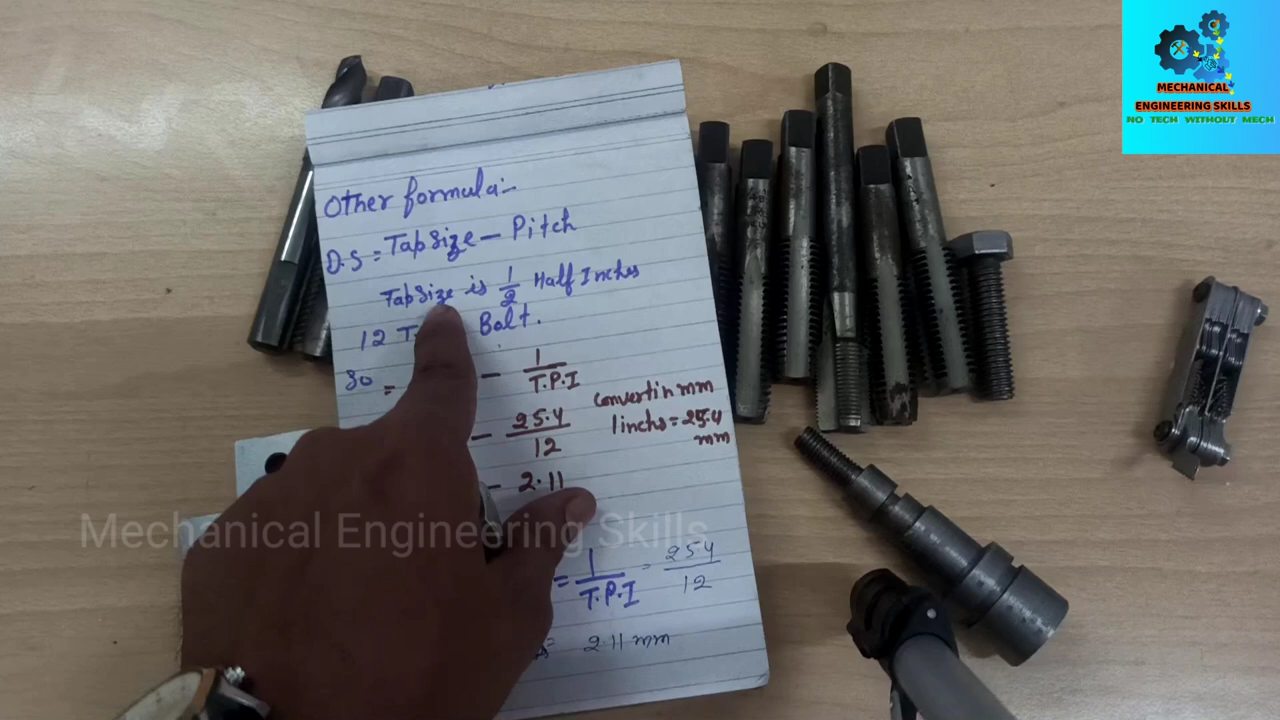 Other formula:-
D.S = Tap Size - Pitch
Tap Size is 1/2 Half Inches
12 Bolt.
So = - 1/T.P.I
convert in mm
- 25.4/12
1 inchs = 25.4 mm
- 2.11
= 1/T.P.I = 25.4/12
= 2.11 mm
Mechanical Engineering Skills
MECHANICAL
ENGINEERING SKILLS
NO TECH WITHOUT MECH